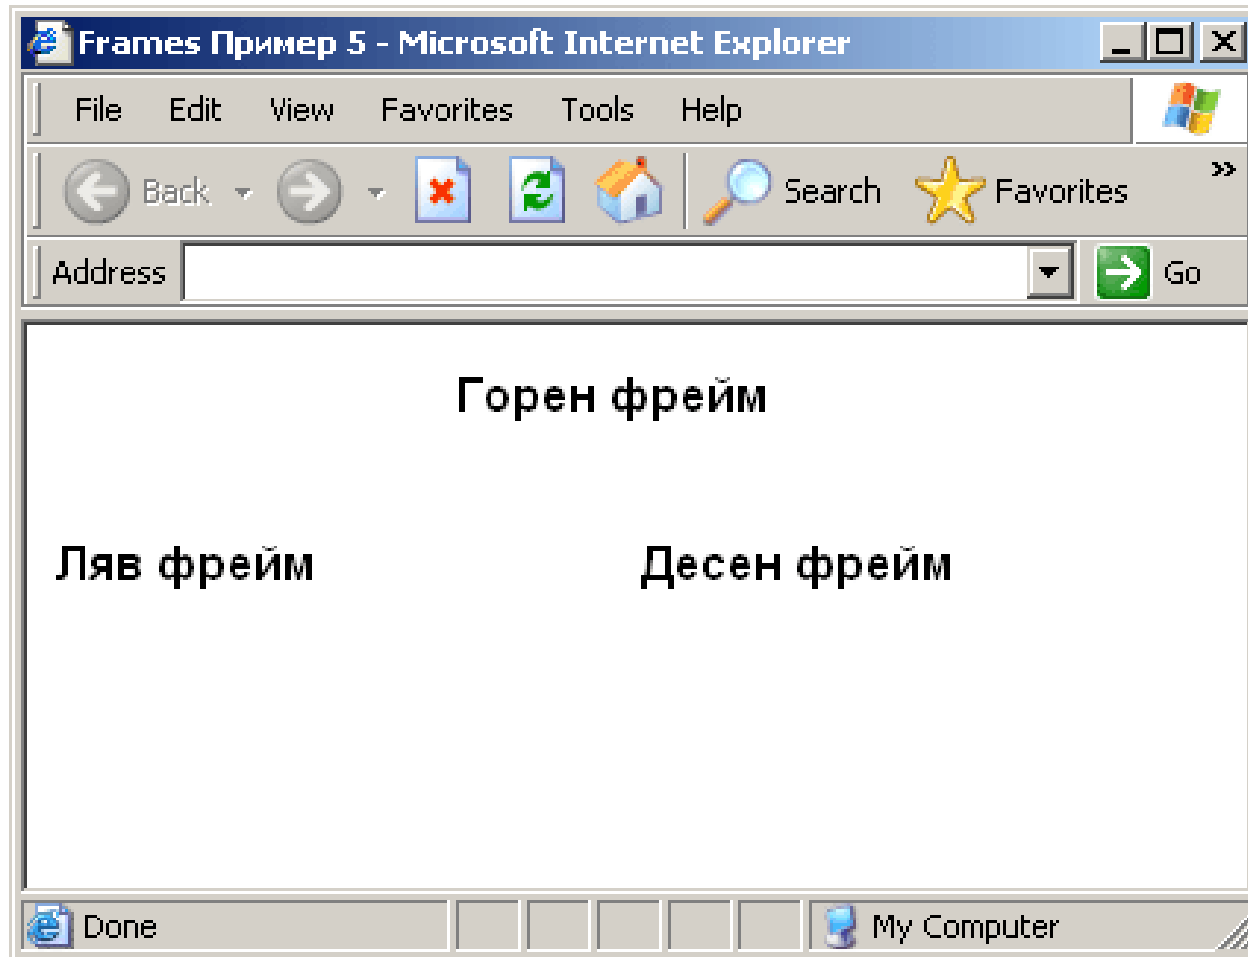 Frames Пример 5 - Microsoft Internet Explorer
File Edit View Favorites Tools Help
Back Search Favorites »
Address Go
Горен фрейм
Ляв фрейм Десен фрейм
Done My Computer